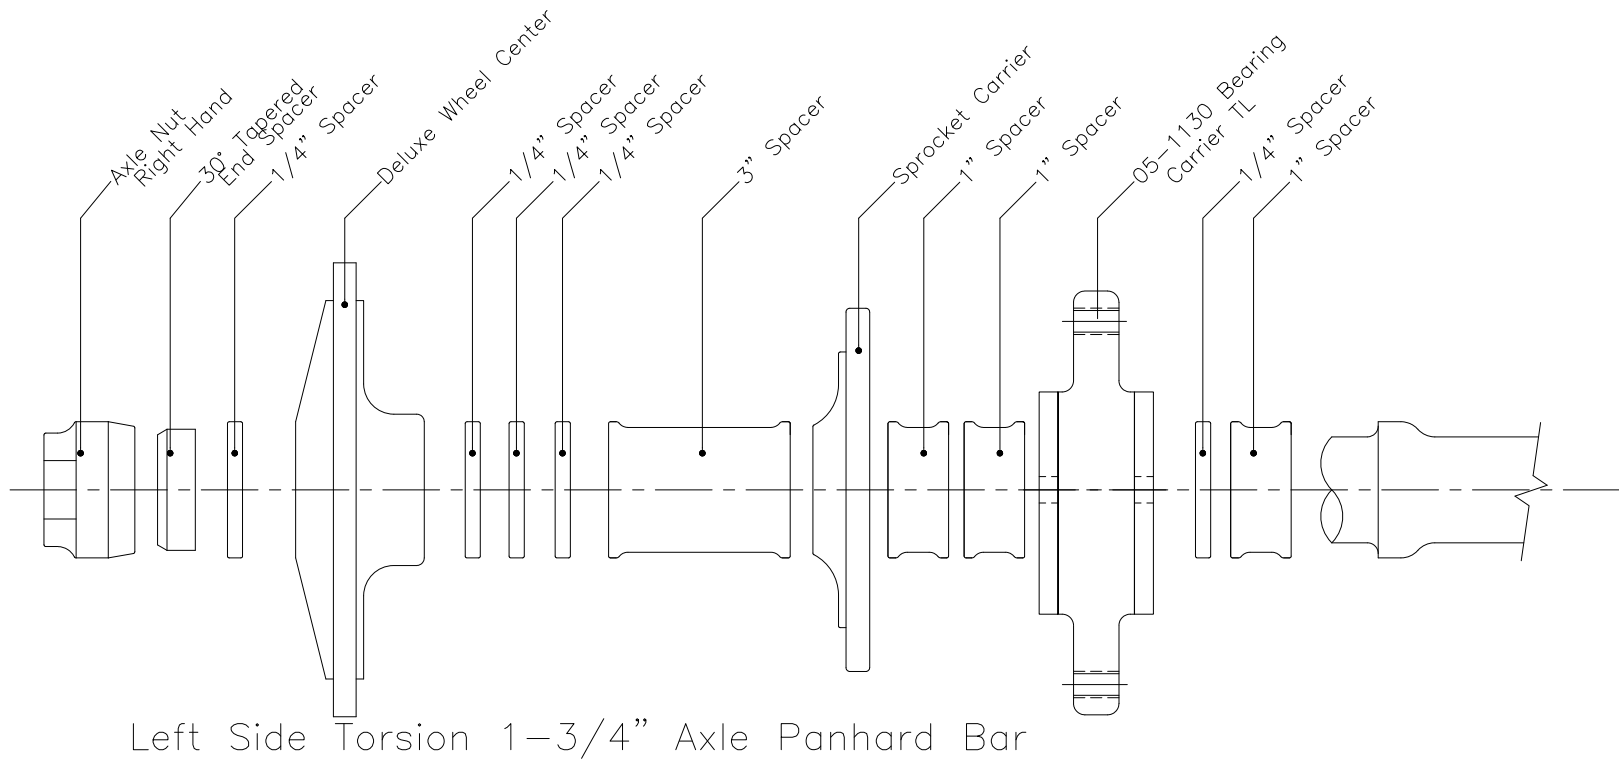 Axle Nut
Right Hand
30° Tapered
End Spacer
1/4" Spacer
Deluxe Wheel Center
1/4" Spacer
1/4" Spacer
1/4" Spacer
3" Spacer
Sprocket Carrier
1" Spacer
1" Spacer
05-1130 Bearing
Carrier TL
1/4" Spacer
1" Spacer
Left Side Torsion 1-3/4" Axle Panhard Bar